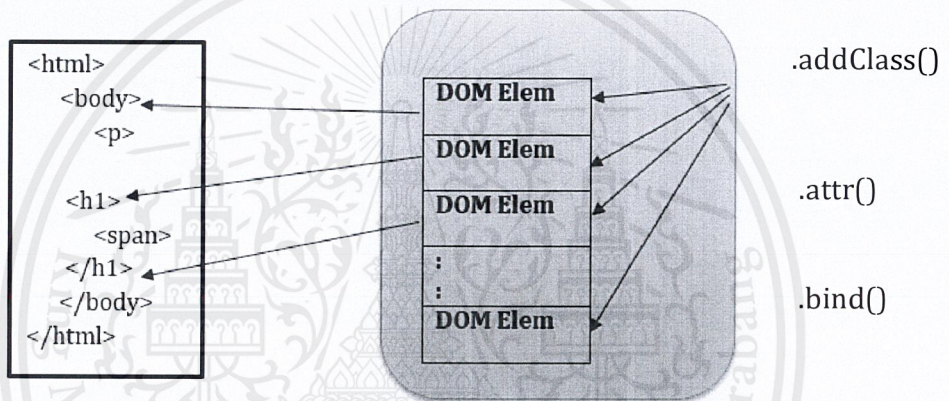 <html>
<body>
<p>
<h1>
<span>
</h1>
</body>
</html>
DOM Elem
DOM Elem
DOM Elem
:
:
DOM Elem
.addClass()
.attr()
.bind()